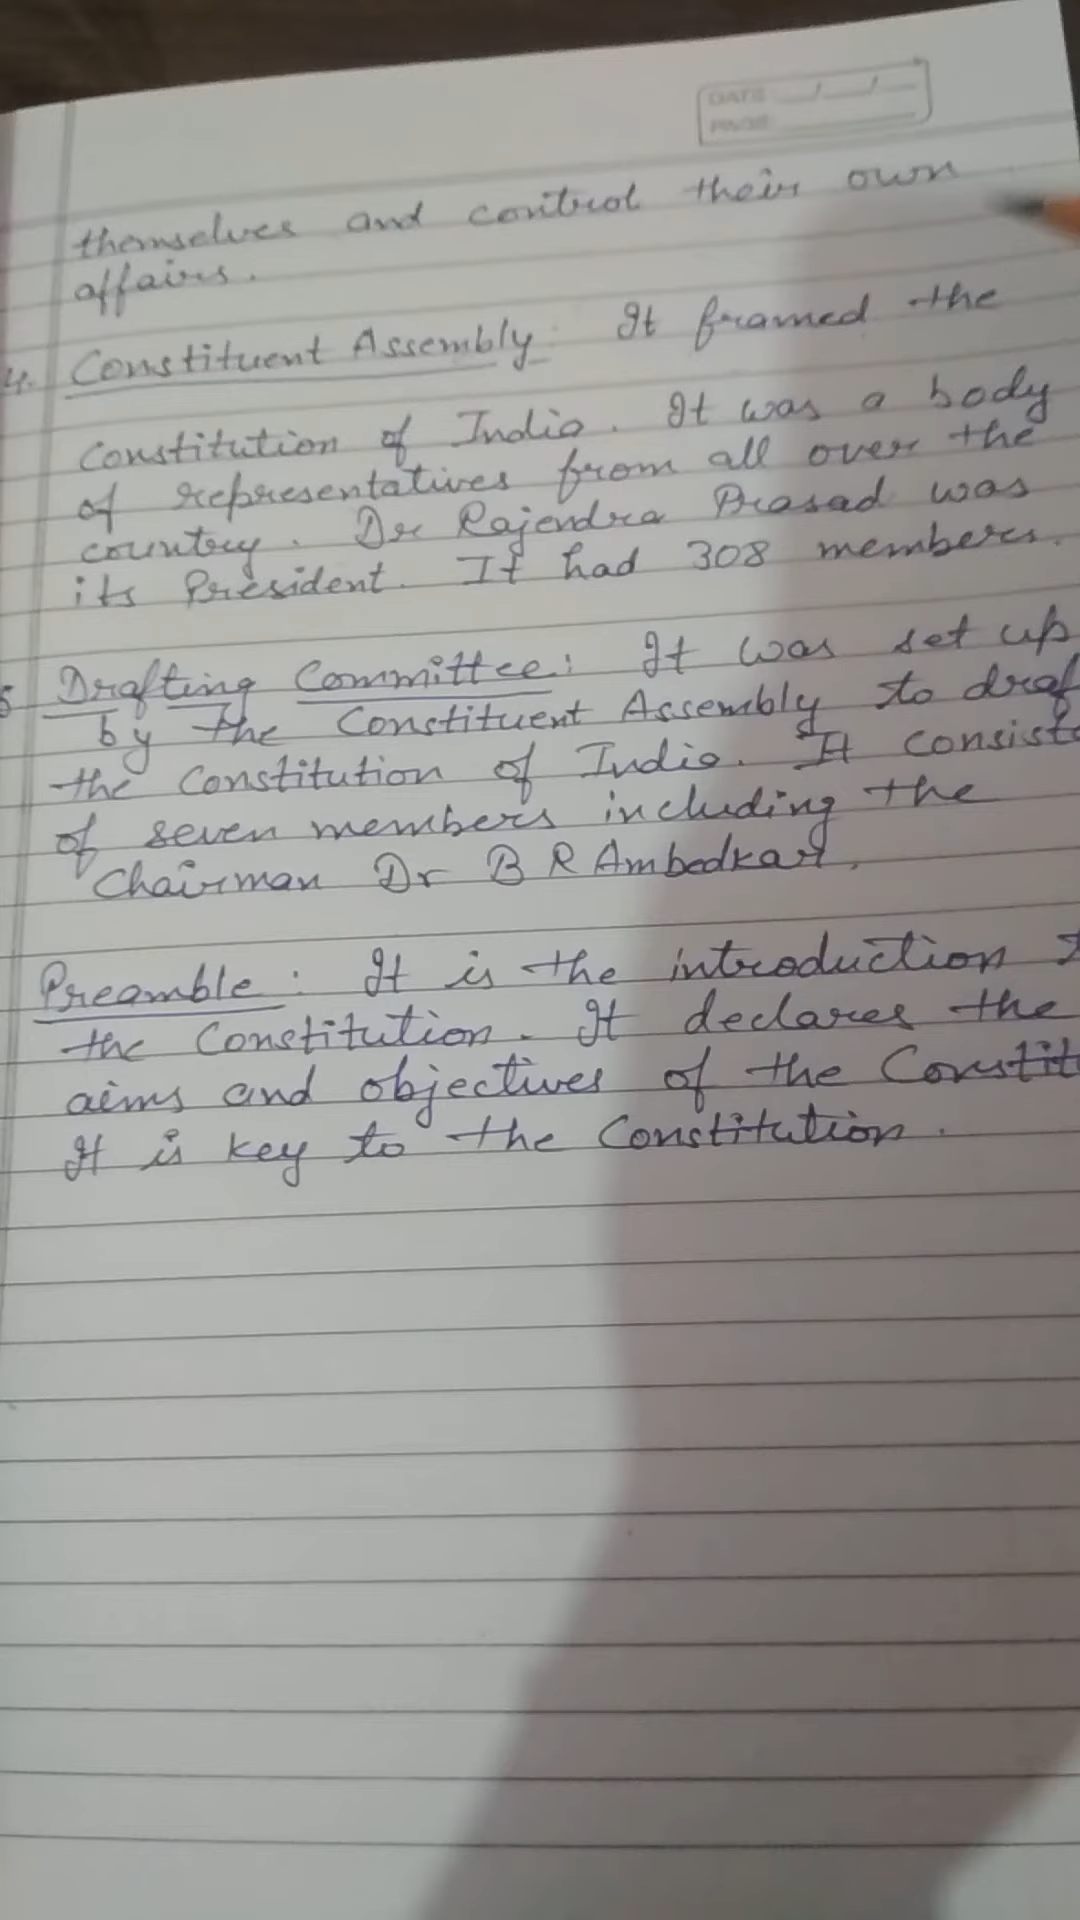 DATE
PAGE
themselves and control their own
affairs.
4. Constituent Assembly: It framed the
Constitution of India. It was a body
of representatives from all over the
country. Dr Rajendra Prasad was
its President. It had 308 members.
5 Drafting Committee: It was set up
by the Constituent Assembly to draf
the Constitution of India. It consist
of seven members including the
Chairman Dr B R Ambedkar.
Preamble: It is the introduction
the Constitution. It declares the
aims and objectives of the Constit
It is key to the Constitution.